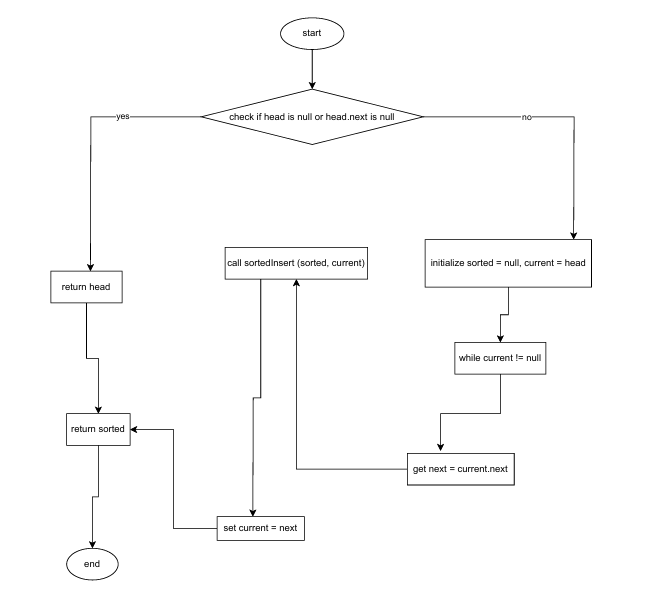 start
check if head is null or head.next is null
yes
no
call sortedInsert (sorted, current)
initialize sorted = null, current = head
return head
while current != null
return sorted
get next = current.next
set current = next
end